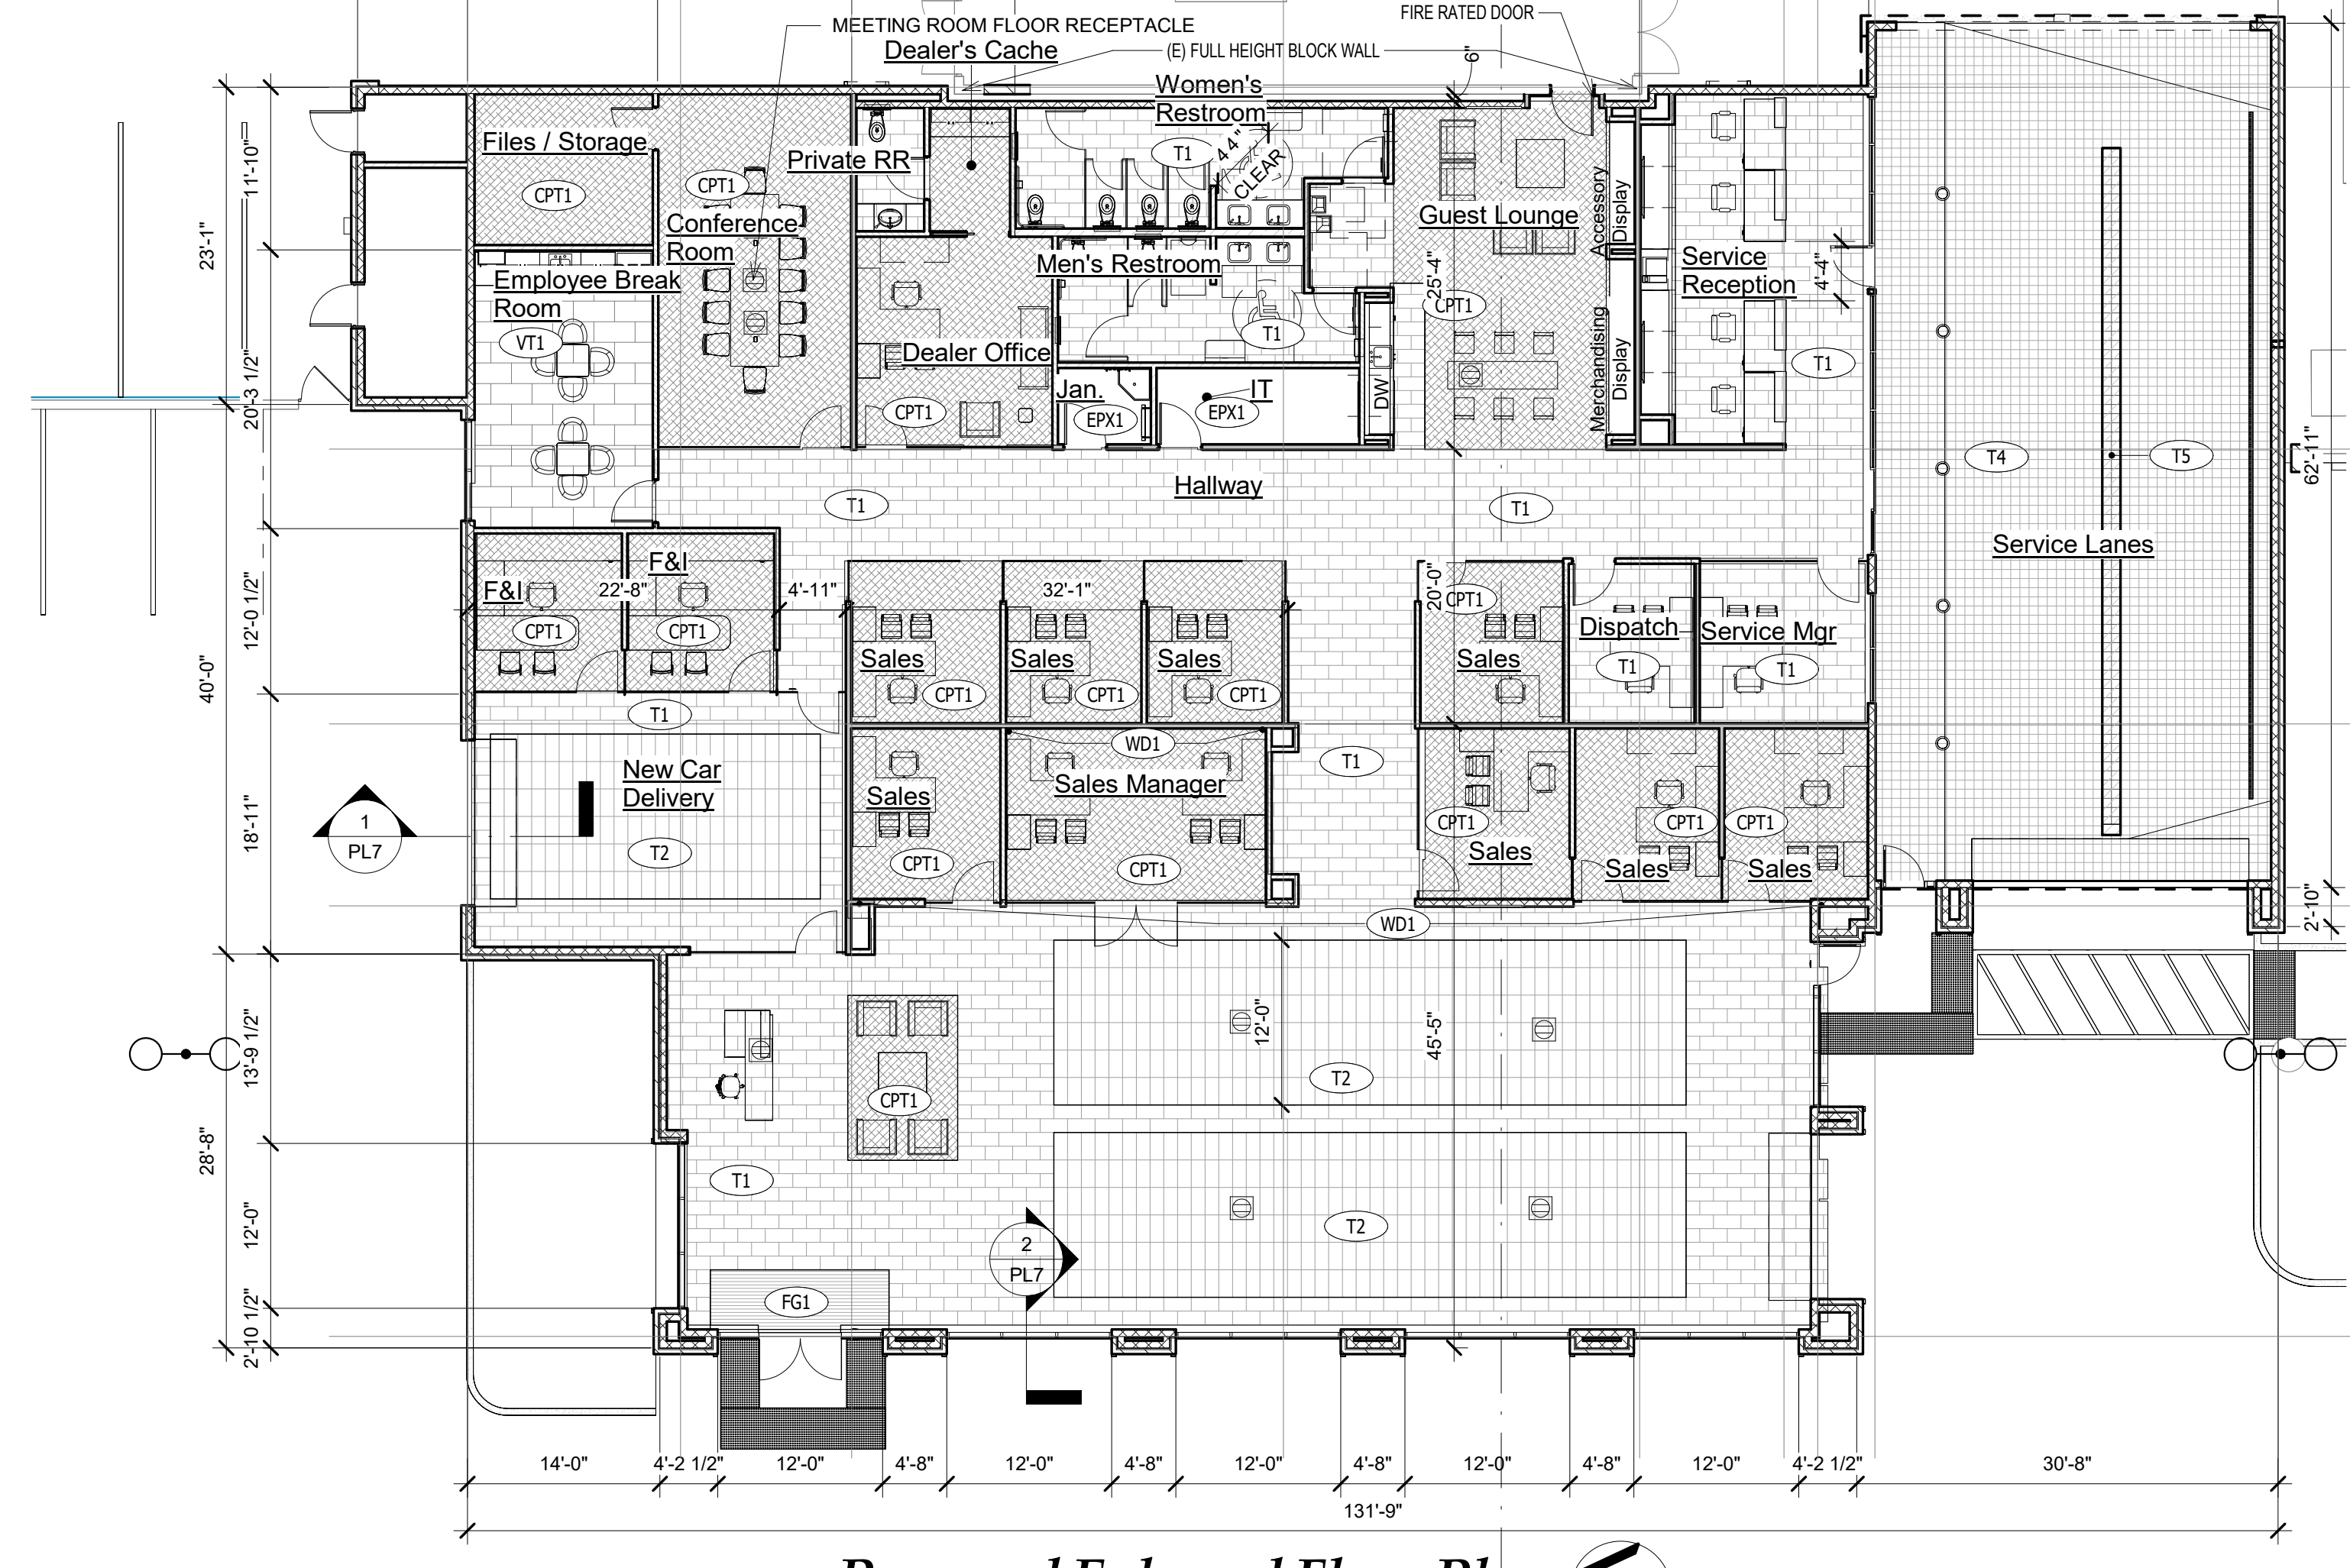 FIRE RATED DOOR
MEETING ROOM FLOOR RECEPTACLE
Dealer's Cache
(E) FULL HEIGHT BLOCK WALL
6"
Women's
Restroom
Files / Storage
CPT1
CPT1
Conference
Room
Private RR
T1
44"
CLEAR
Guest Lounge
CPT1
25'-4"
Accessory
Display
Merchandising
Display
Service
Reception
4'-4"
T1
Employee Break
Room
VT1
Men's Restroom
T1
Dealer Office
CPT1
Jan.
EPX1
IT
EPX1
DW
Hallway
T1
T1
T4
T5
Service Lanes
62'-11"
2'-10"
23'-1"
11'-10"
20'-3 1/2"
12'-0 1/2"
40'-0"
18'-11"
13'-9 1/2"
28'-8"
12'-0"
2'-10 1/2"
F&I
F&I
22'-8"
4'-11"
32'-1"
20'-0"
CPT1
CPT1
CPT1
Sales
Sales
Sales
Sales
CPT1
CPT1
CPT1
Dispatch
T1
Service Mgr
T1
T1
New Car
Delivery
T2
1
PL7
WD1
Sales
CPT1
Sales Manager
CPT1
T1
CPT1
Sales
CPT1
Sales
CPT1
Sales
WD1
12'-0"
45'-5"
T2
CPT1
T1
T2
2
PL7
FG1
14'-0"
4'-2 1/2"
12'-0"
4'-8"
12'-0"
4'-8"
12'-0"
4'-8"
12'-0"
4'-8"
12'-0"
4'-2 1/2"
30'-8"
131'-9"